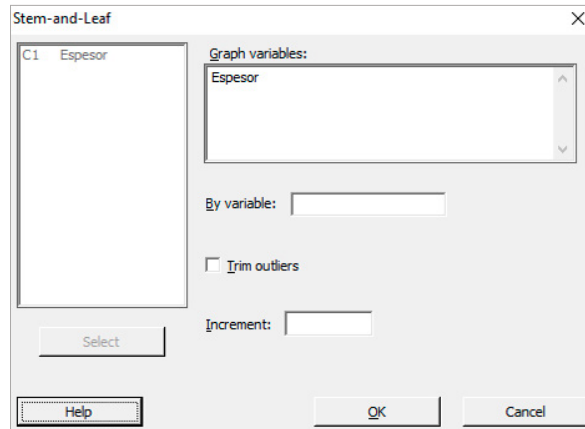 Stem-and-Leaf
C1 Espesor
Graph variables:
Espesor
By variable:
Trim outliers
Increment:
Select
Help
OK
Cancel